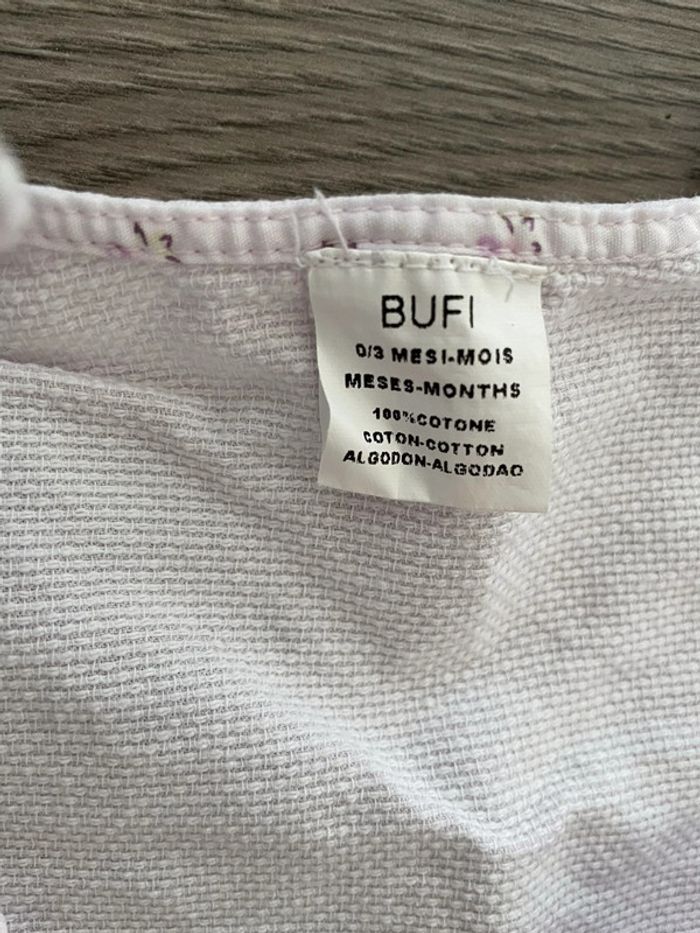 BUFI
0/3 MESI-MOIS
MESES-MONTHS
100%COTONE
COTON-COTTON
ALGODON-ALGODAO